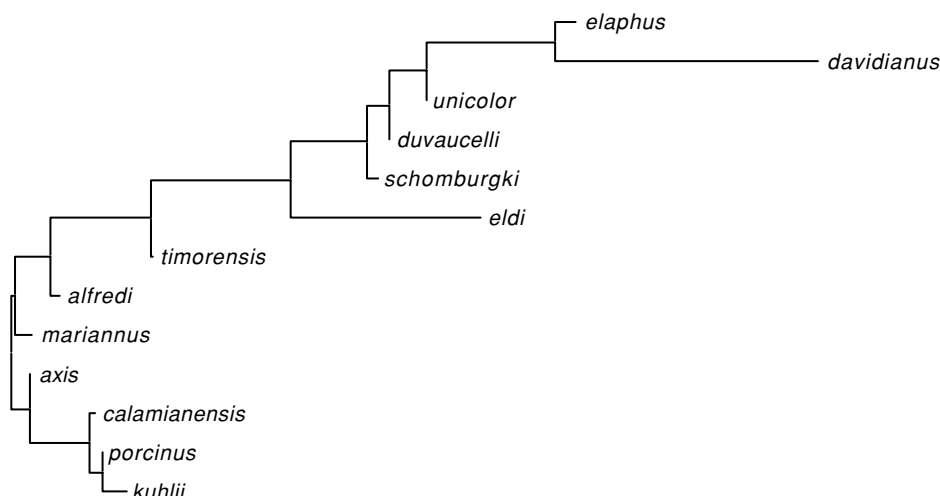 elaphus
davidianus
unicolor
duvaucelli
schomburgki
eldi
timorensis
alfredi
mariannus
axis
calamianensis
porcinus
kuhlii